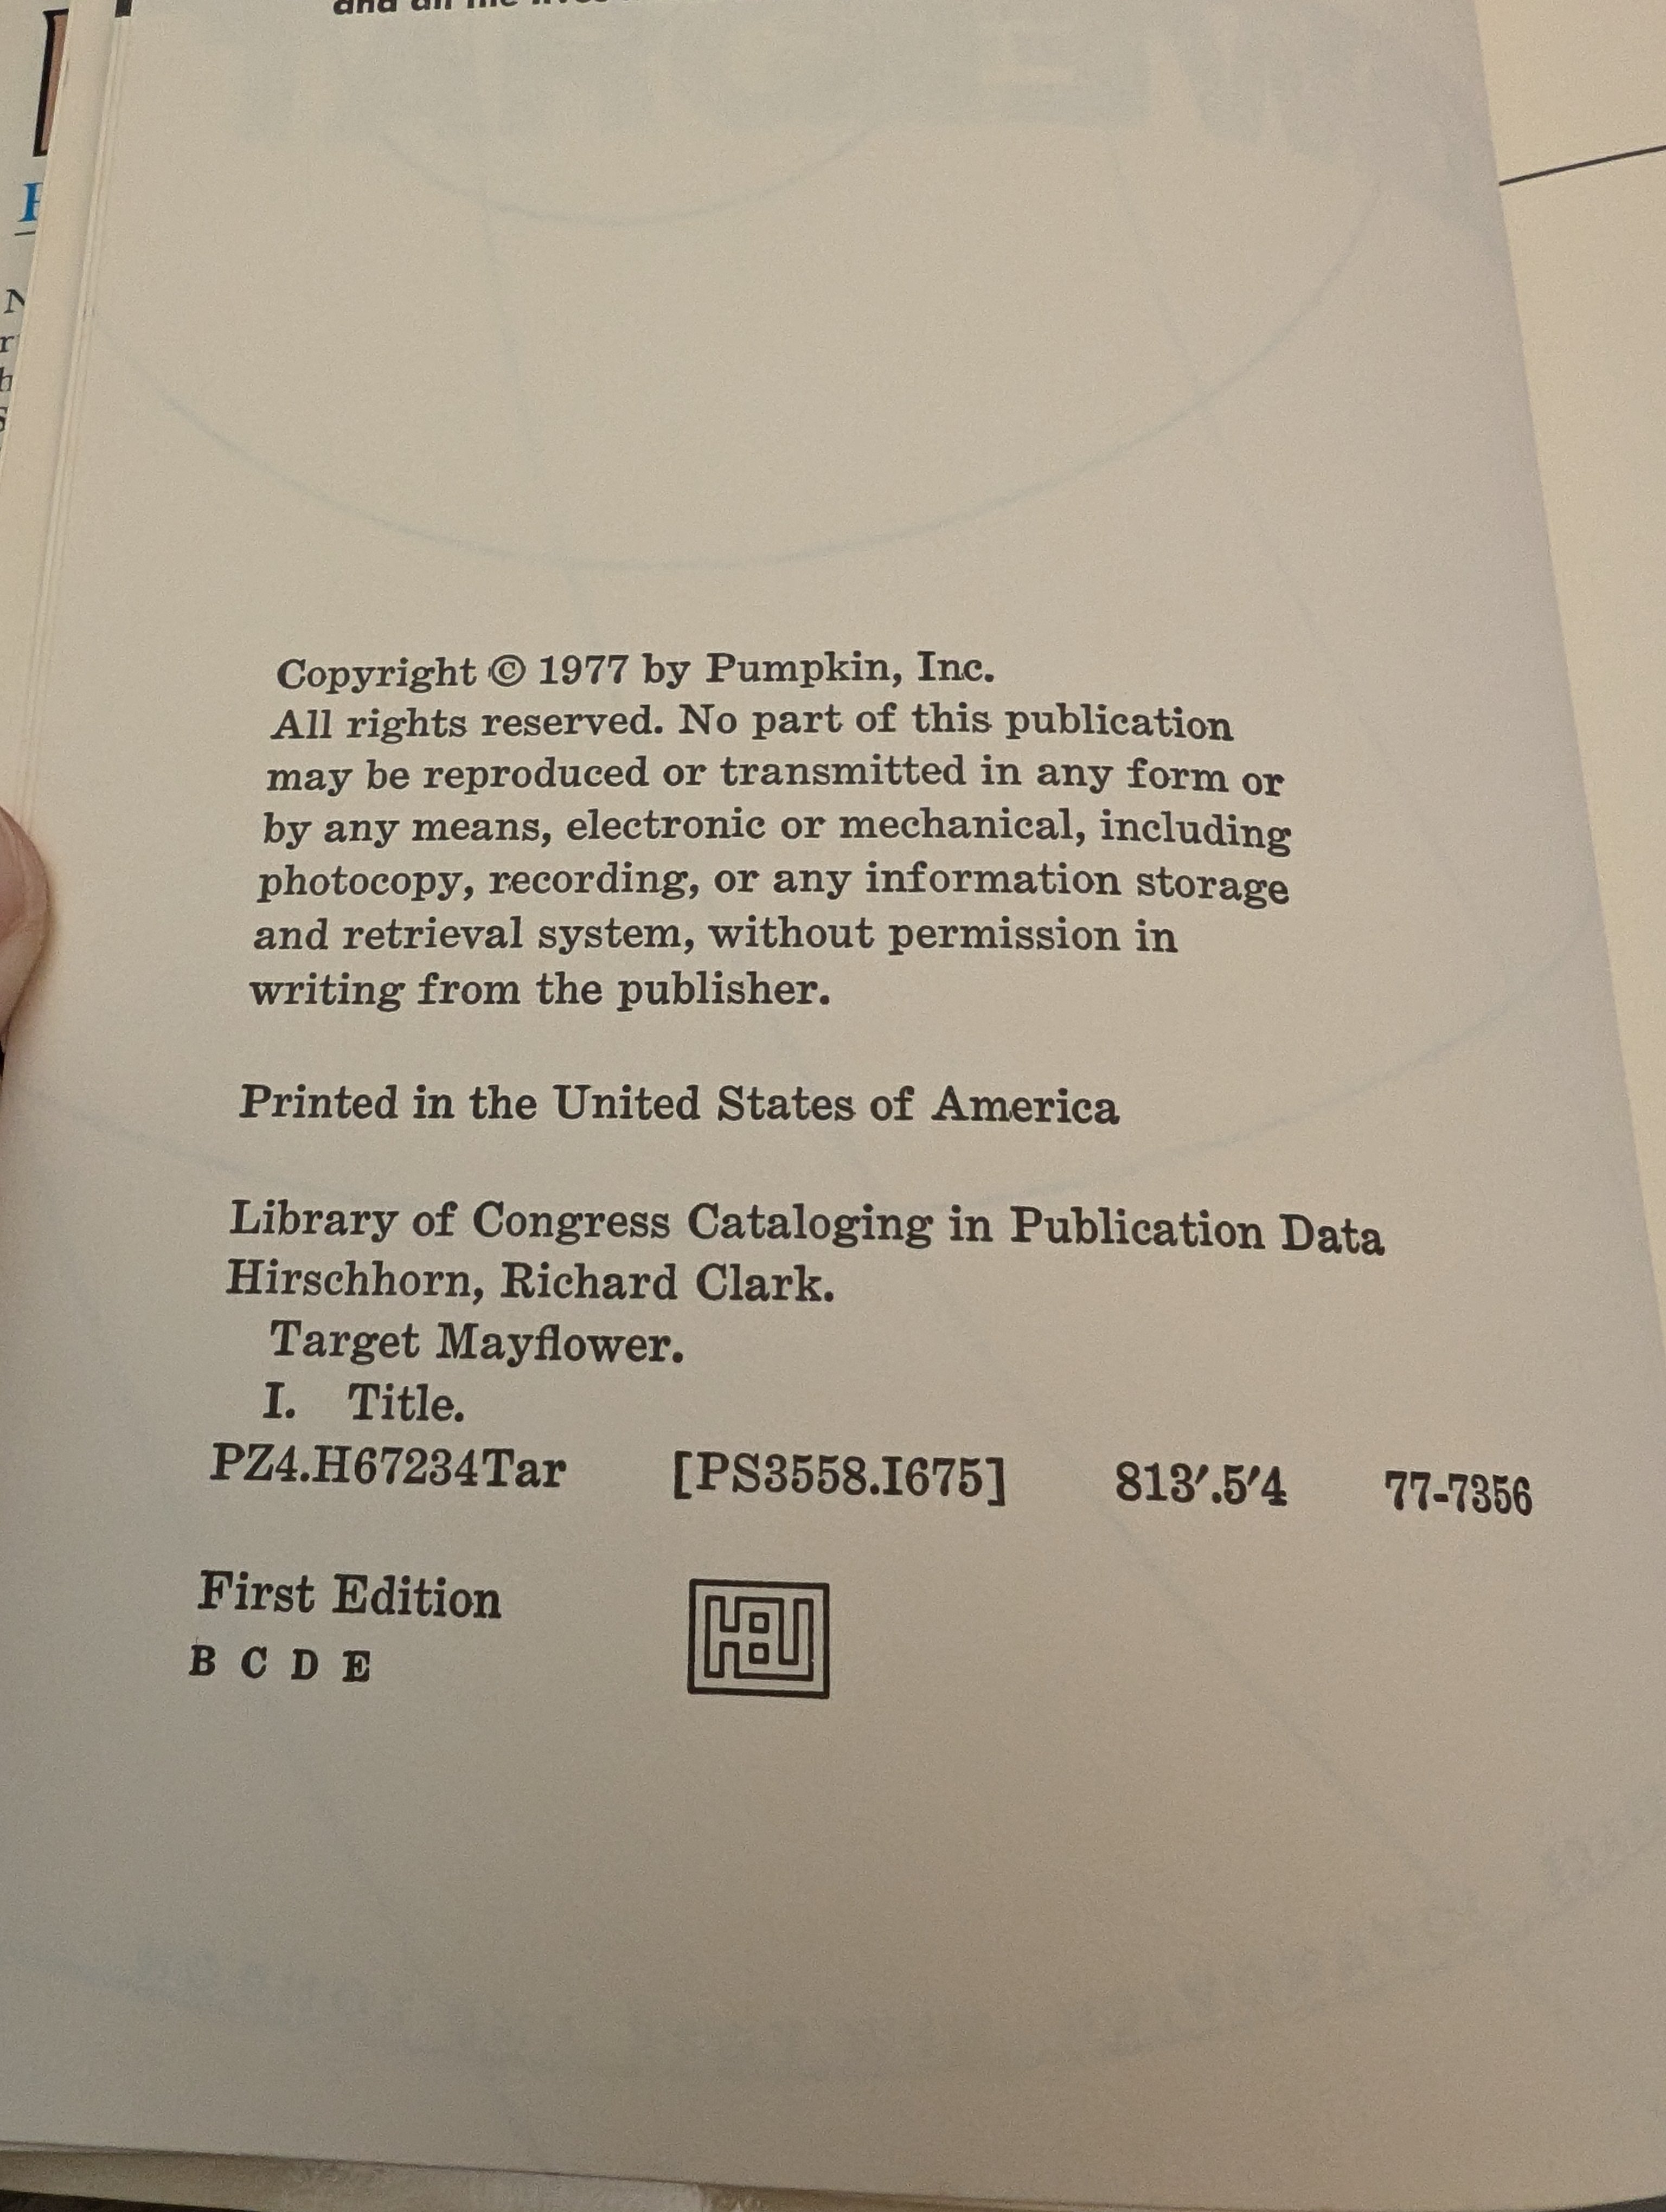 and all the
Copyright © 1977 by Pumpkin, Inc.
All rights reserved. No part of this publication
may be reproduced or transmitted in any form or
by any means, electronic or mechanical, including
photocopy, recording, or any information storage
and retrieval system, without permission in
writing from the publisher.
Printed in the United States of America
Library of Congress Cataloging in Publication Data
Hirschhorn, Richard Clark.
Target Mayflower.
I. Title.
PZ4.H67234Tar [PS3558.I675] 813′.5′4 77-7356
First Edition
B C D E
HBJ